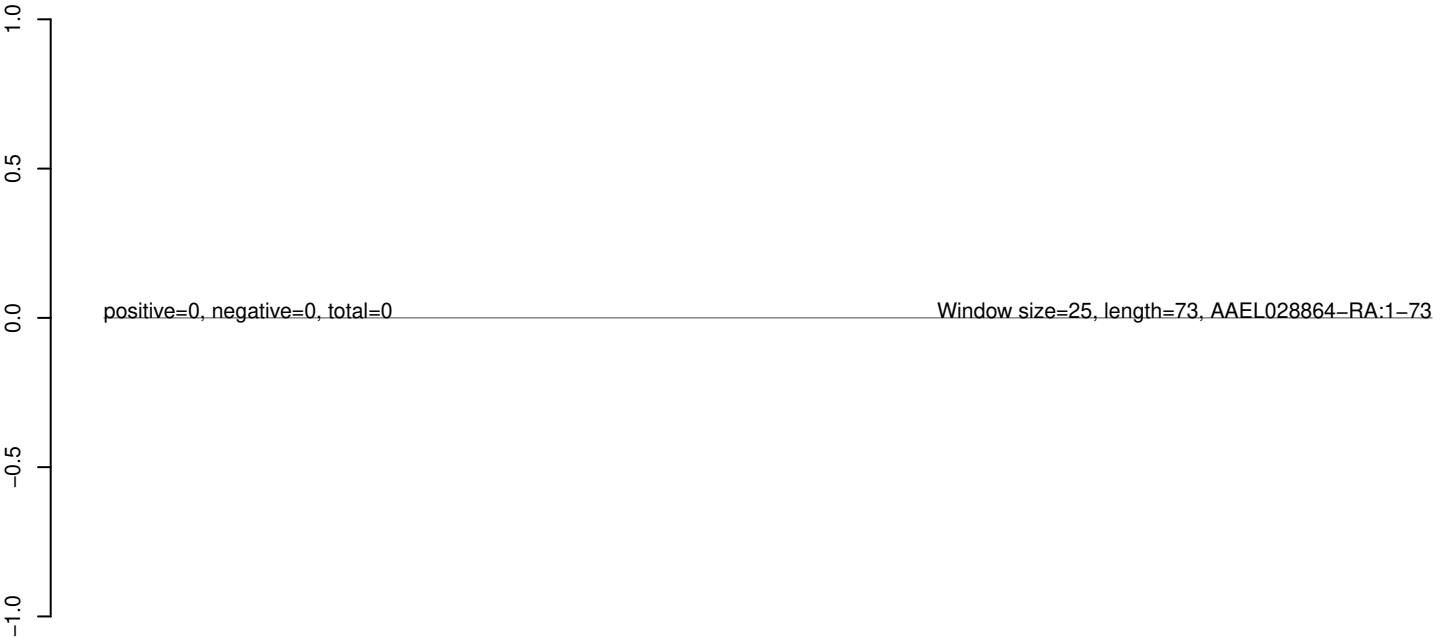 1.0
0.5
0.0
−0.5
−1.0
positive=0, negative=0, total=0
Window size=25, length=73, AAEL028864−RA:1−73